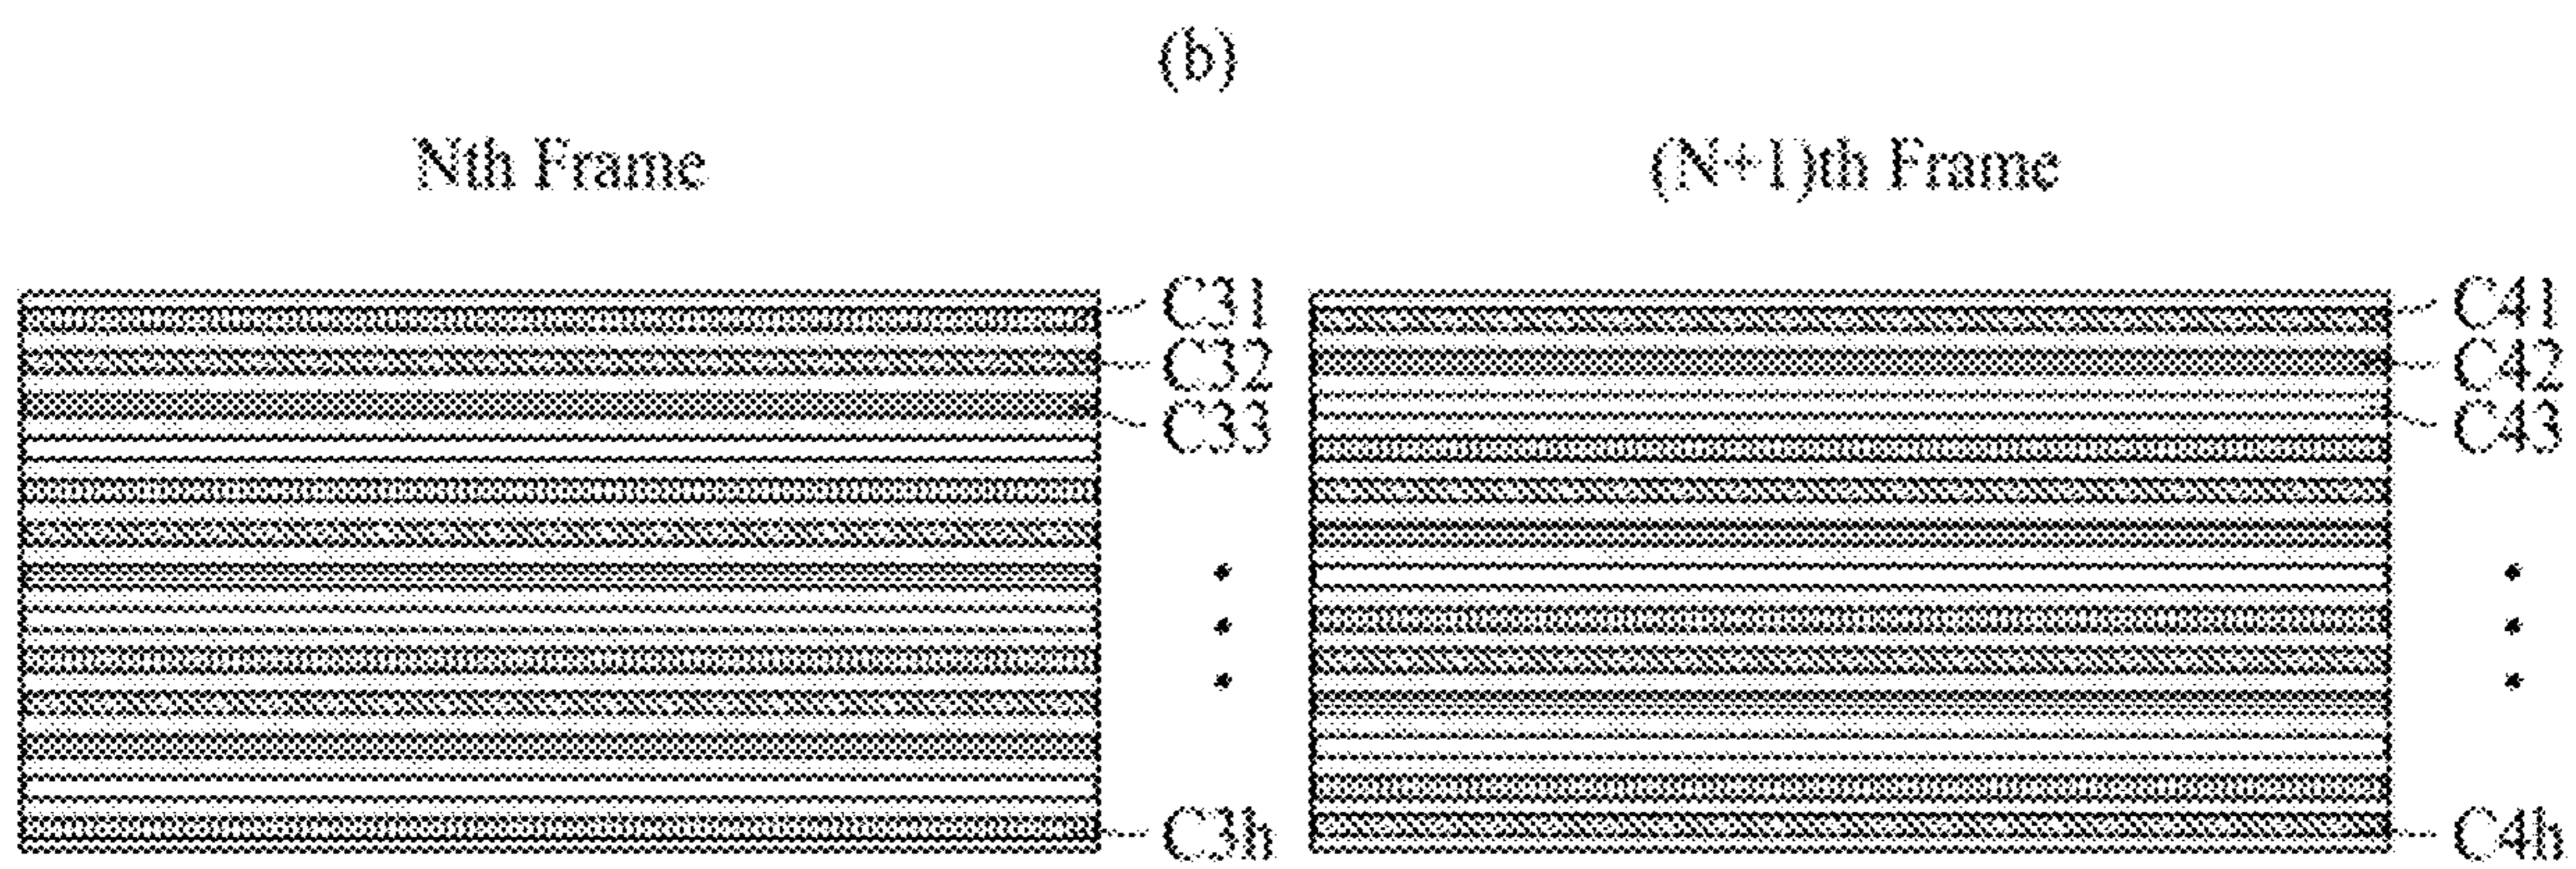 (b)
Nth Frame
(N+1)th Frame
C31
C32
C33
C3h
C41
C42
C43
C4h